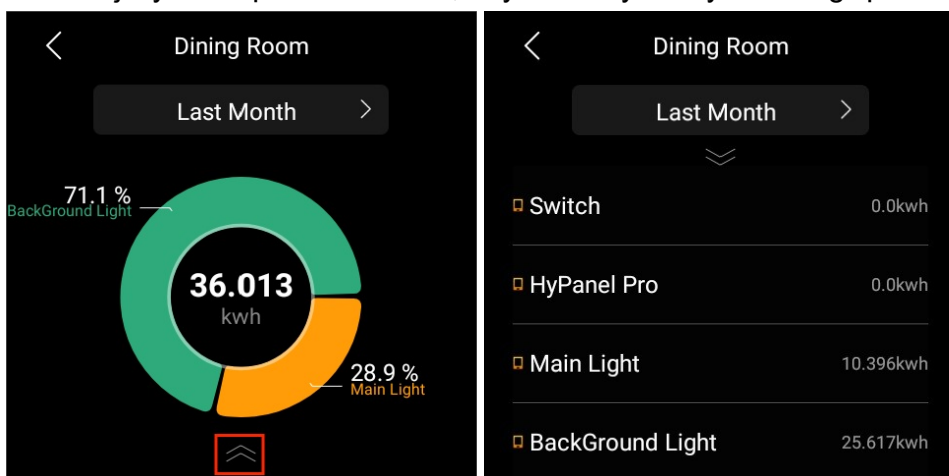 Dining Room
Last Month
71.1 %
BackGround Light
36.013
kwh
28.9 %
Main Light
Dining Room
Last Month
Switch 0.0kwh
HyPanel Pro 0.0kwh
Main Light 10.396kwh
BackGround Light 25.617kwh